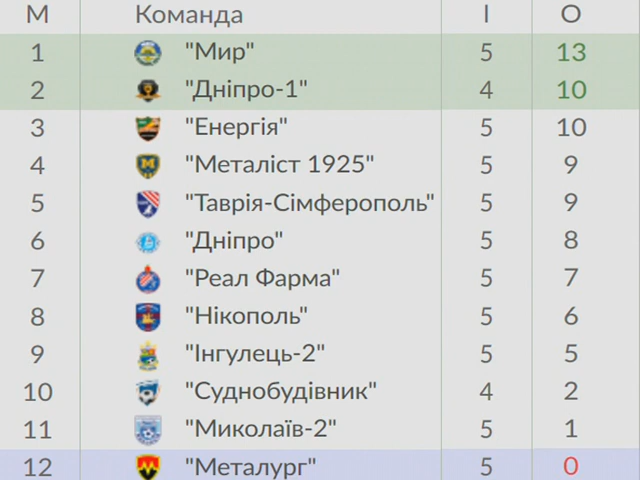 М Команда І О
1 "Мир" 5 13
2 "Дніпро-1" 4 10
3 "Енергія" 5 10
4 "Металіст 1925" 5 9
5 "Таврія-Сімферополь" 5 9
6 "Дніпро" 5 8
7 "Реал Фарма" 5 7
8 "Нікополь" 5 6
9 "Інгулець-2" 5 5
10 "Суднобудівник" 4 2
11 "Миколаїв-2" 5 1
12 "Металург" 5 0